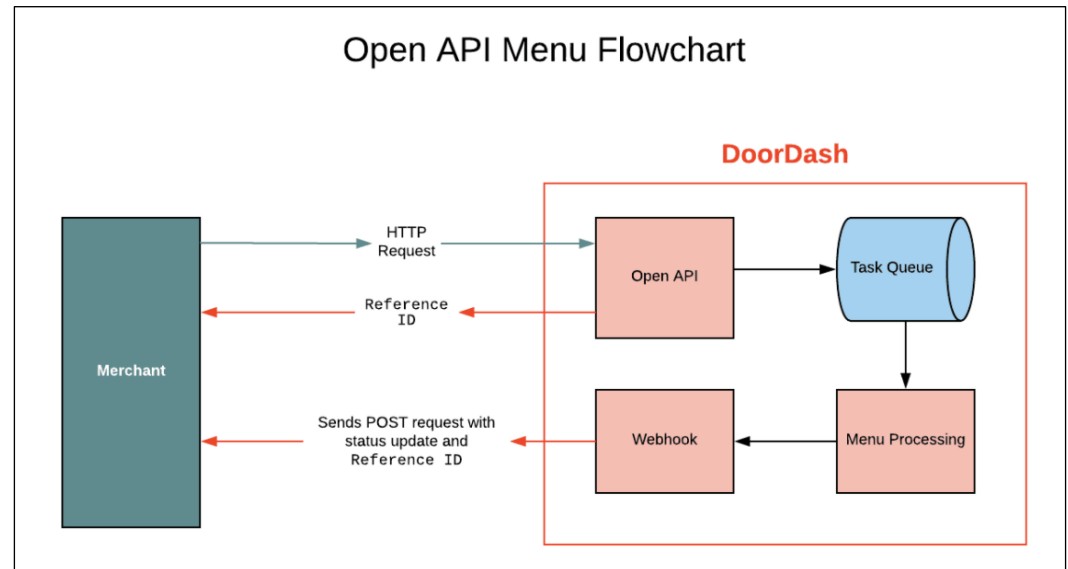 Open API Menu Flowchart
DoorDash
HTTP
Request
Open API
Task Queue
Reference
ID
Merchant
Sends POST request with
status update and
Reference ID
Webhook
Menu Processing